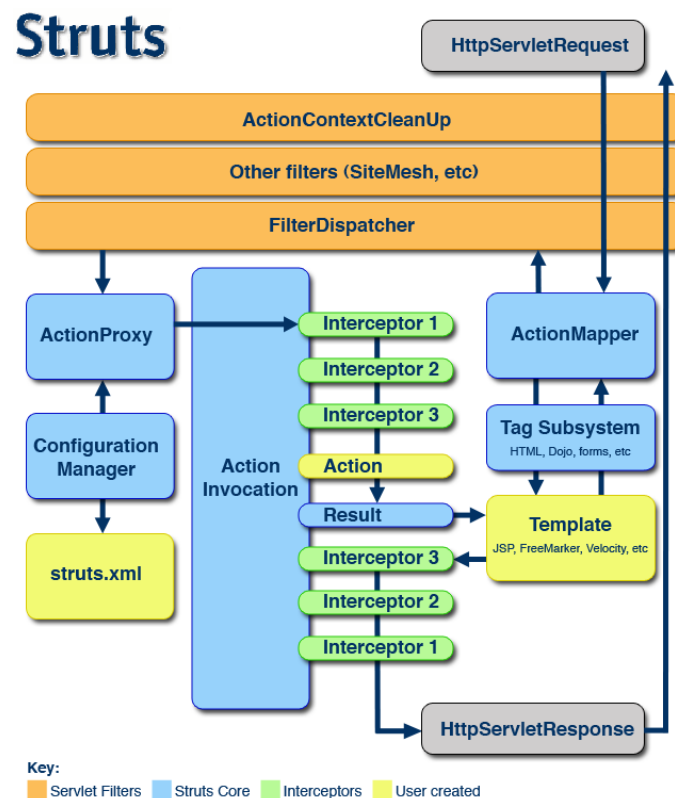 Struts
HttpServletRequest
ActionContextCleanUp
Other filters (SiteMesh, etc)
FilterDispatcher
ActionProxy
Interceptor 1
ActionMapper
Interceptor 2
Interceptor 3
Configuration
Manager
Tag Subsystem
HTML, Dojo, forms, etc
Action
Invocation
Action
Result
Template
JSP, FreeMarker, Velocity, etc
struts.xml
Interceptor 3
Interceptor 2
Interceptor 1
HttpServletResponse
Key:
Servlet Filters
Struts Core
Interceptors
User created